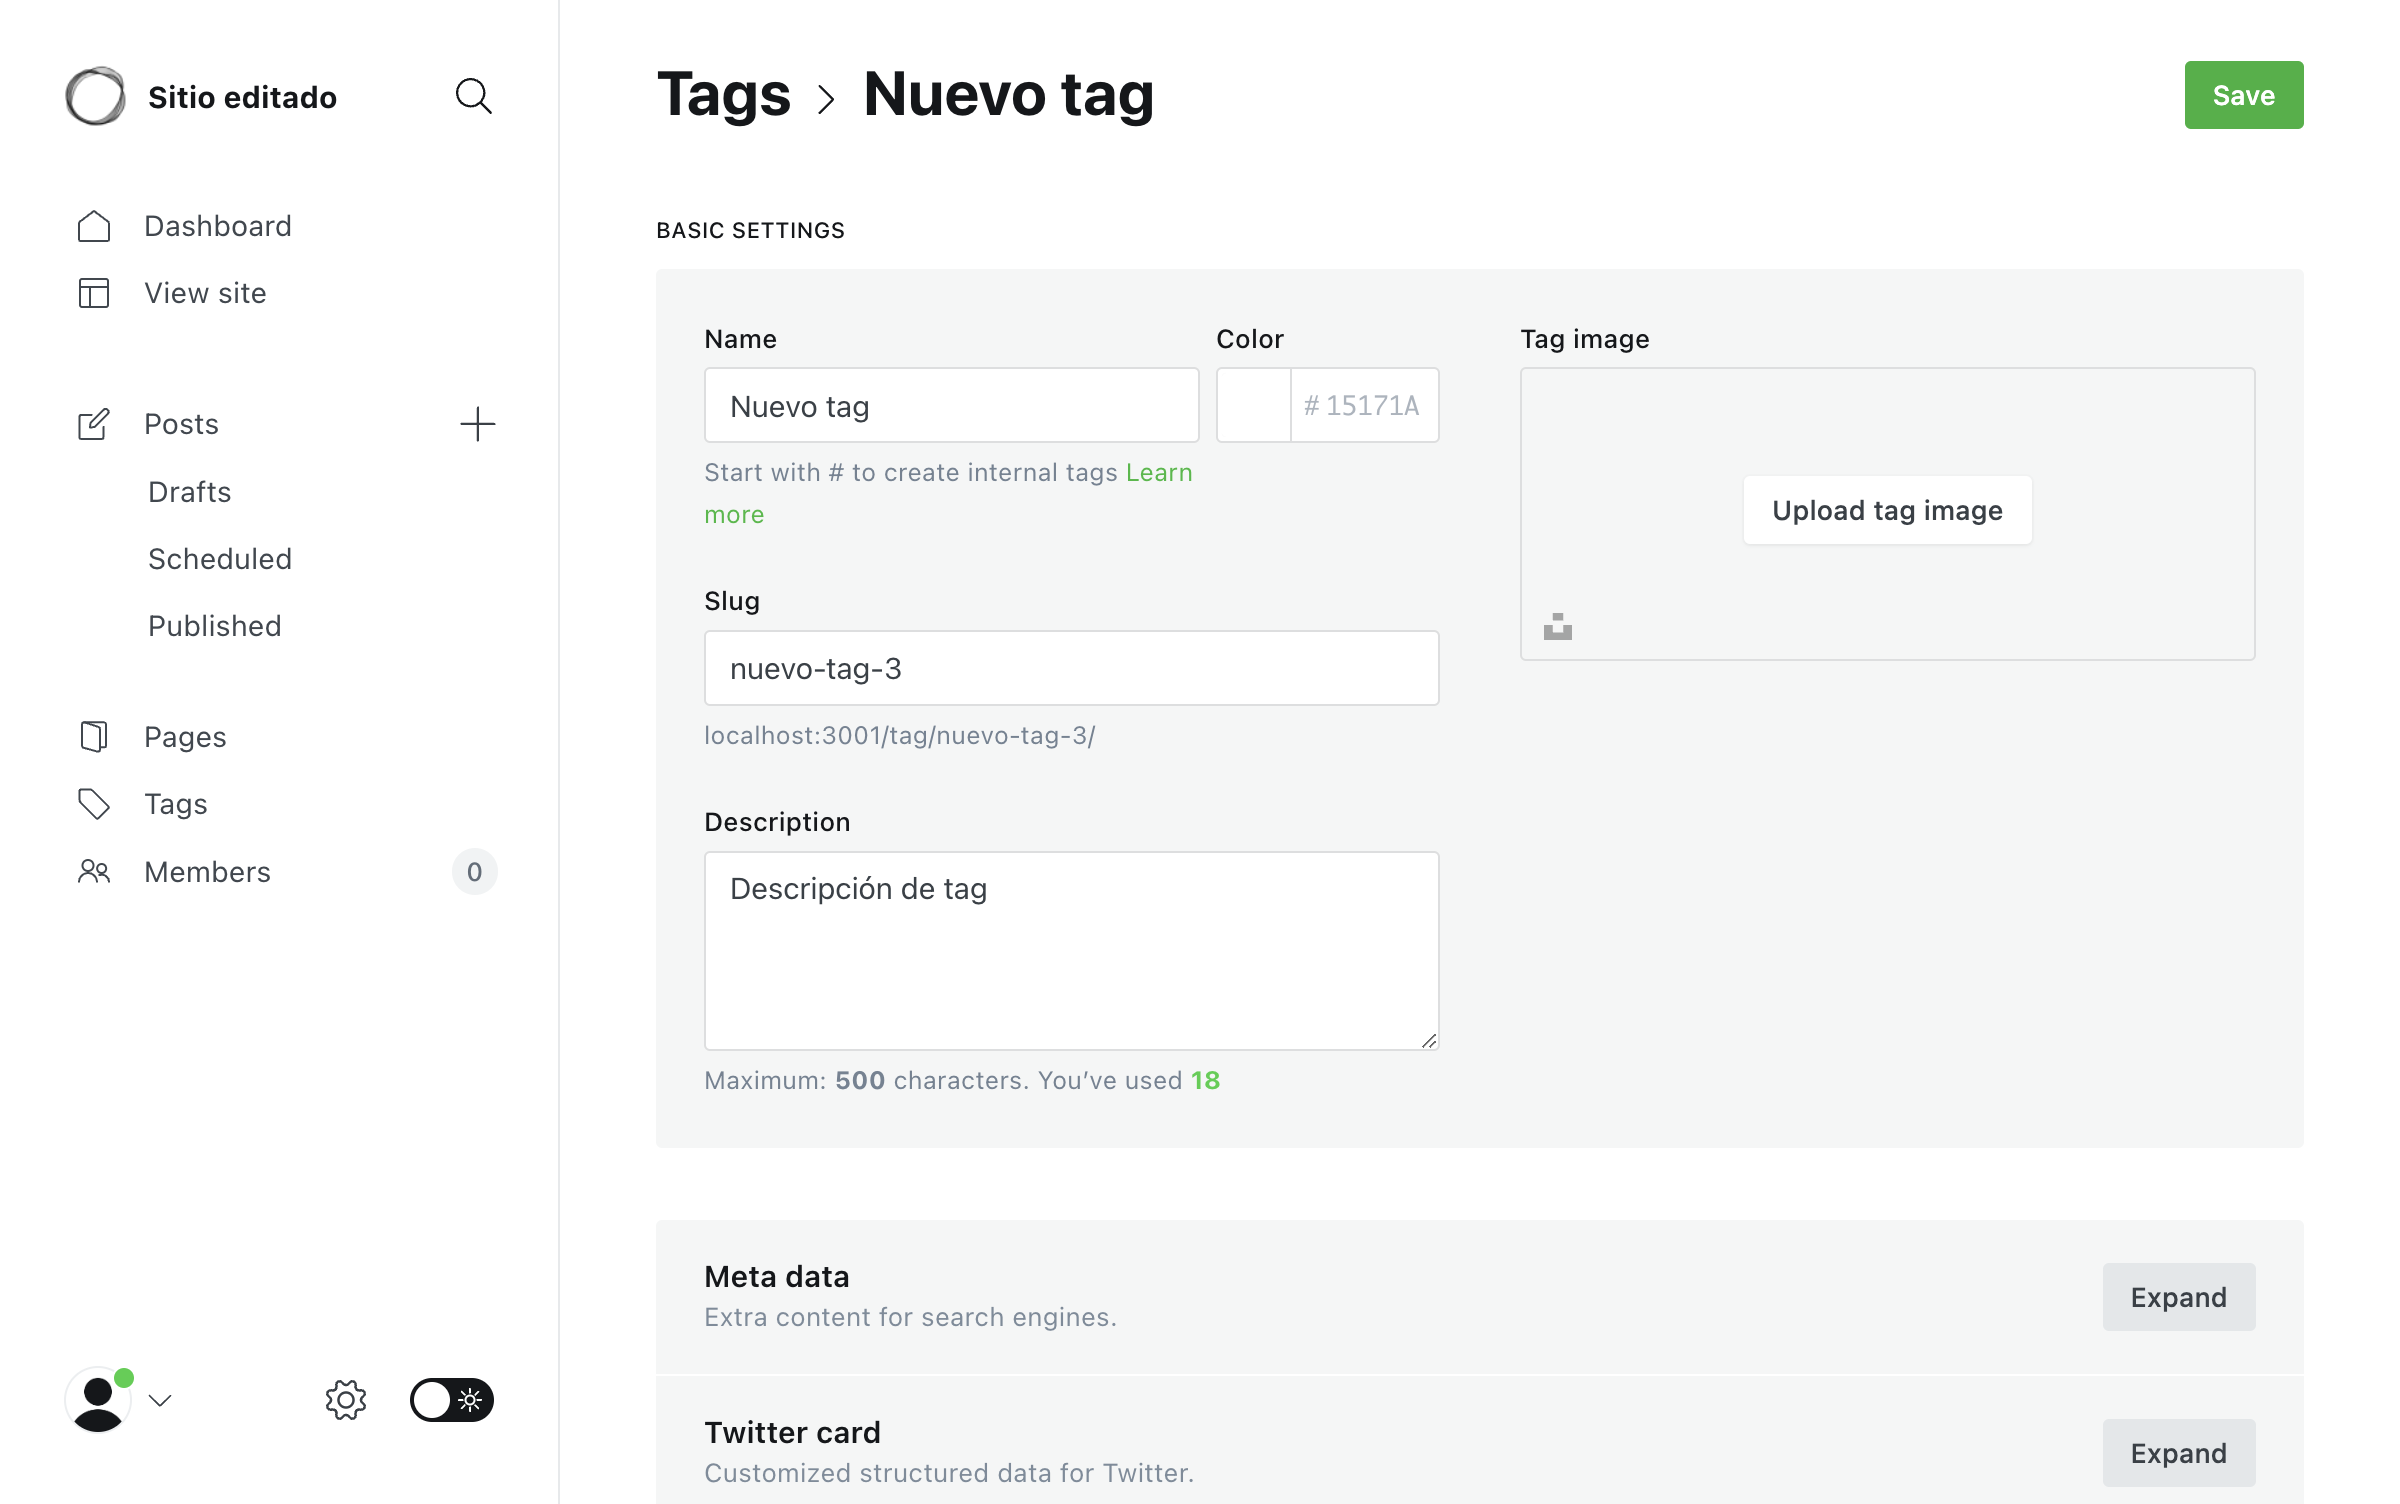 Sitio editado
Dashboard
View site
Posts
Drafts
Scheduled
Published
Pages
Tags
Members
0
Tags > Nuevo tag
Save
BASIC SETTINGS
Name
Nuevo tag
Color
# 15171A
Start with # to create internal tags Learn
more
Slug
nuevo-tag-3
localhost:3001/tag/nuevo-tag-3/
Description
Descripción de tag
Maximum: 500 characters. You’ve used 18
Tag image
Upload tag image
Meta data
Extra content for search engines.
Expand
Twitter card
Customized structured data for Twitter.
Expand